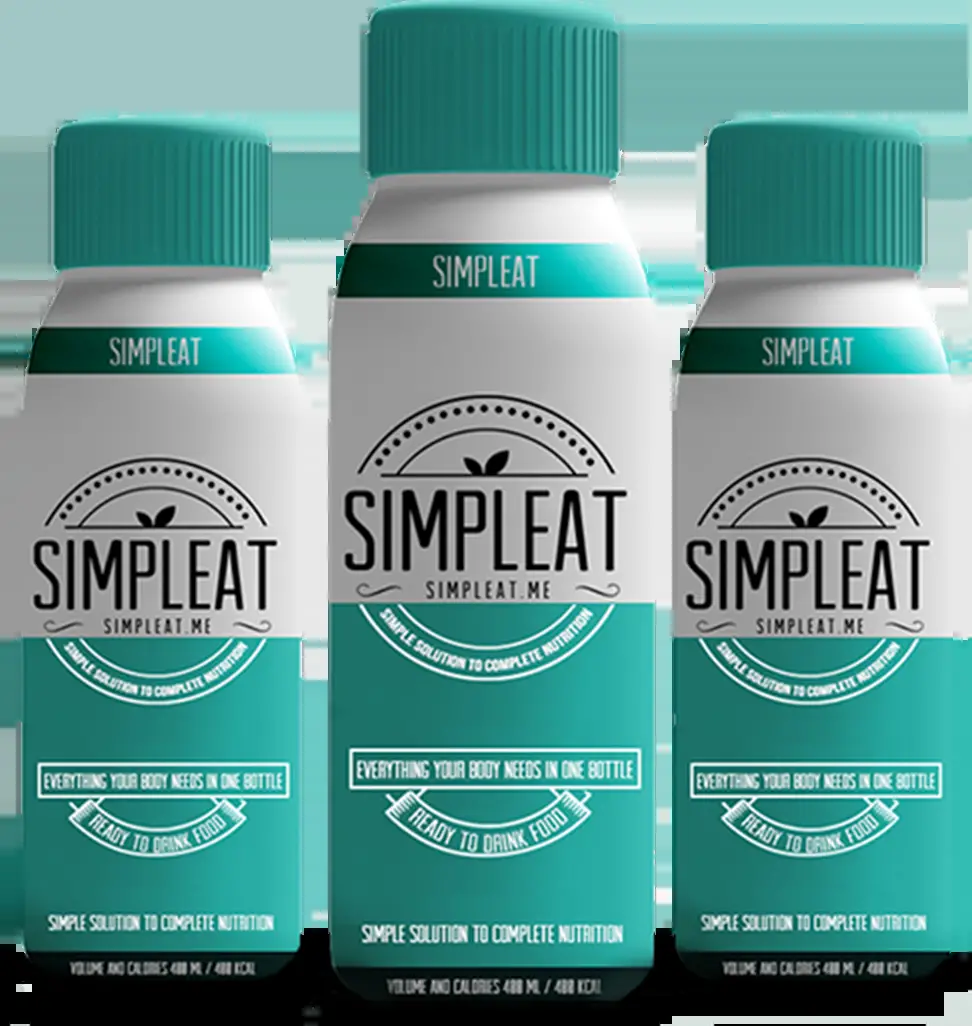 SIMPLEAT
SIMPLEAT
SIMPLEAT.ME
SIMPLE SOLUTION TO COMPLETE NUTRITION
EVERYTHING YOUR BODY NEEDS IN ONE BOTTLE
READY TO DRINK FOOD
SIMPLE SOLUTION TO COMPLETE NUTRITION
VOLUME AND CALORIES 400 ML / 400 KCAL
SIMPLEAT
SIMPLEAT
SIMPLEAT.ME
SIMPLE SOLUTION TO COMPLETE NUTRITION
EVERYTHING YOUR BODY NEEDS IN ONE BOTTLE
READY TO DRINK FOOD
SIMPLE SOLUTION TO COMPLETE NUTRITION
VOLUME AND CALORIES 400 ML / 400 KCAL
SIMPLEAT
SIMPLEAT
SIMPLEAT.ME
SIMPLE SOLUTION TO COMPLETE NUTRITION
EVERYTHING YOUR BODY NEEDS IN ONE BOTTLE
READY TO DRINK FOOD
SIMPLE SOLUTION TO COMPLETE NUTRITION
VOLUME AND CALORIES 400 ML / 400 KCAL